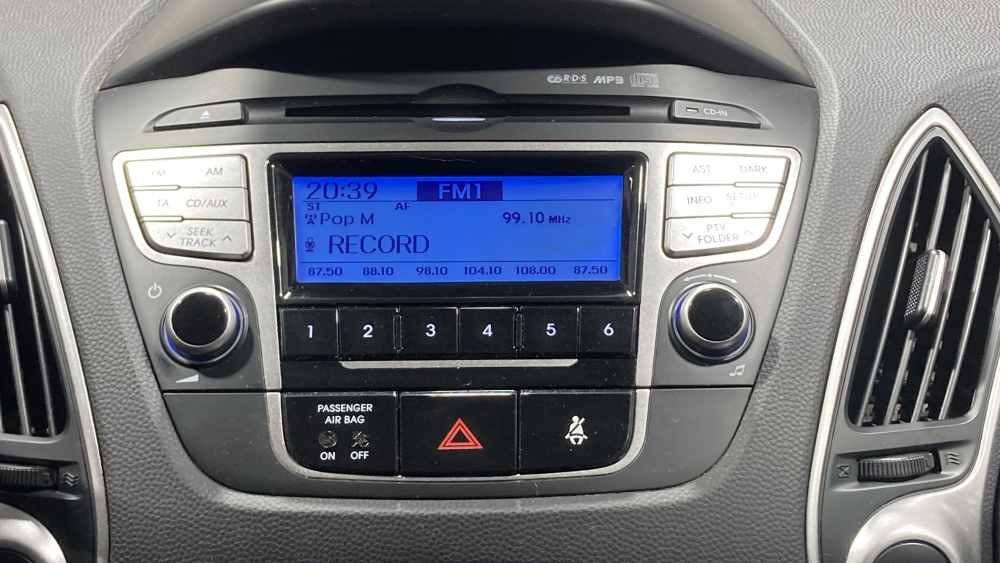 R·D·S MP3 disc
CD-IN
FM AM
TA CD/AUX
SEEK
TRACK
20:39 FM1
ST AF
Pop M 99.10 MHz
RECORD
87.50 88.10 98.10 104.10 108.00 87.50
AST DARK
INFO SETUP
PTY
FOLDER
1 2 3 4 5 6
PASSENGER
AIR BAG
ON OFF